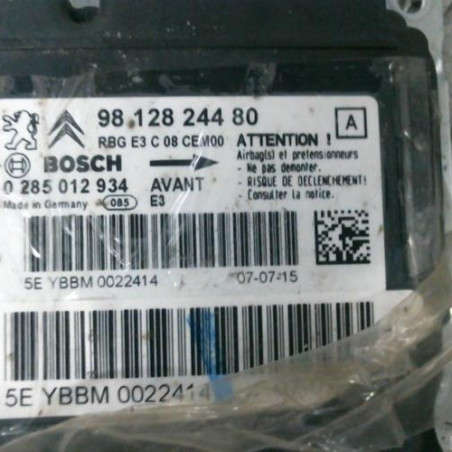 98 128 244 80
A
RBG E3 C 08 CEM00
ATTENTION !
BOSCH
Airbag(s) et pretensionneurs
- Ne pas demonter.
0 285 012 934
AVANT
- RISQUE DE DECLENCHEMENT!
Made in Germany
085
E3
Consulter la notice.
5E YBBM 0022414
07-07-15
5E YBBM 0022414